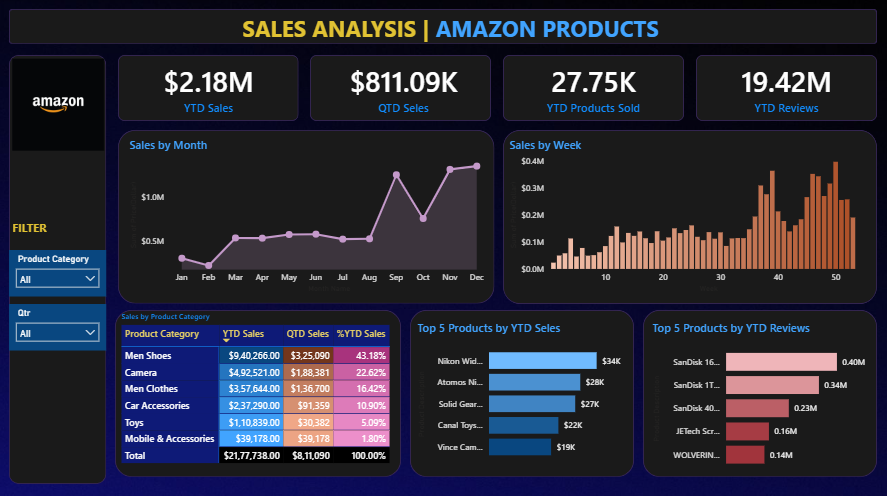 SALES ANALYSIS | AMAZON PRODUCTS
amazon
$2.18M
YTD Sales
$811.09K
QTD Seles
27.75K
YTD Products Sold
19.42M
YTD Reviews
FILTER
Product Category
All
Qtr
All
Sales by Month
$1.0M
$0.5M
Jan Feb Mar Apr May Jun Jul Aug Sep Oct Nov Dec
Sales by Week
$0.4M
$0.3M
$0.2M
$0.1M
$0.0M
10 20 30 40 50
Sales by Product Category
Product Category YTD Sales QTD Seles %YTD Sales
Men Shoes $9,40,266.00 $3,25,090 43.18%
Camera $4,92,521.00 $1,88,381 22.62%
Men Clothes $3,57,644.00 $1,36,700 16.42%
Car Accessories $2,37,290.00 $91,359 10.90%
Toys $1,10,839.00 $30,382 5.09%
Mobile & Accessories $39,178.00 $39,178 1.80%
Total $21,77,738.00 $8,11,090 100.00%
Top 5 Products by YTD Seles
Nikon Wid... $34K
Atomos Ni... $28K
Solid Gear... $27K
Canal Toys... $22K
Vince Cam... $19K
Top 5 Products by YTD Reviews
SanDisk 16... 0.40M
SanDisk 1T... 0.34M
SanDisk 40... 0.23M
JETech Scr... 0.16M
WOLVERIN... 0.14M